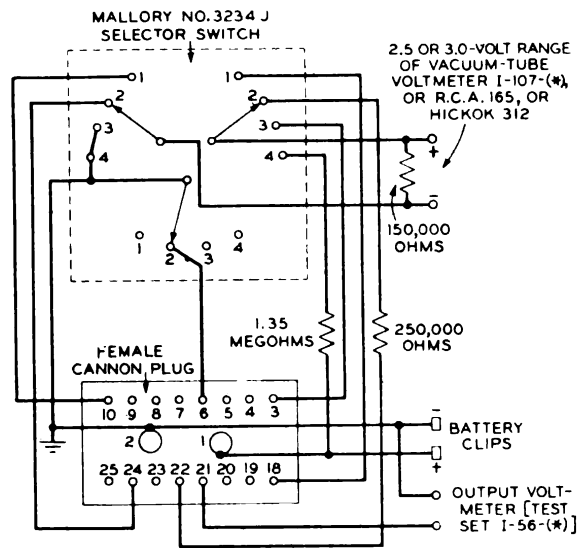 MALLORY NO. 3234 J
SELECTOR SWITCH
2.5 OR 3.0-VOLT RANGE
OF VACUUM-TUBE
VOLTMETER I-107-(*),
OR R.C.A. 165, OR
HICKOK 312
1
1
2
2
3
3
4
4
+
-
150,000
OHMS
1
2
3
4
1.35
MEGOHMS
250,000
OHMS
FEMALE
CANNON PLUG
10
9
8
7
6
5
4
3
2
1
-
BATTERY
CLIPS
+
25
24
23
22
21
20
19
18
OUTPUT VOLT-
METER [TEST
SET I-56-(*)]